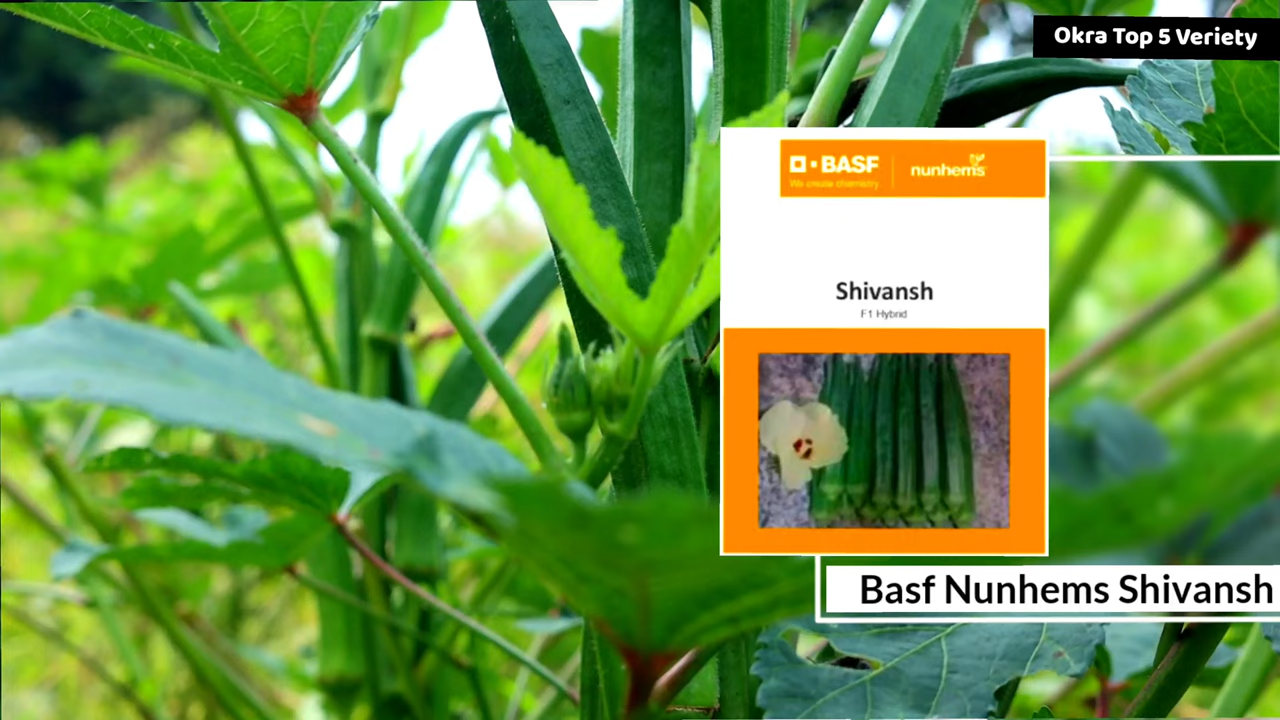 Okra Top 5 Veriety
BASF
We create chemistry
nunhems
Shivansh
F1 Hybrid
Basf Nunhems Shivansh